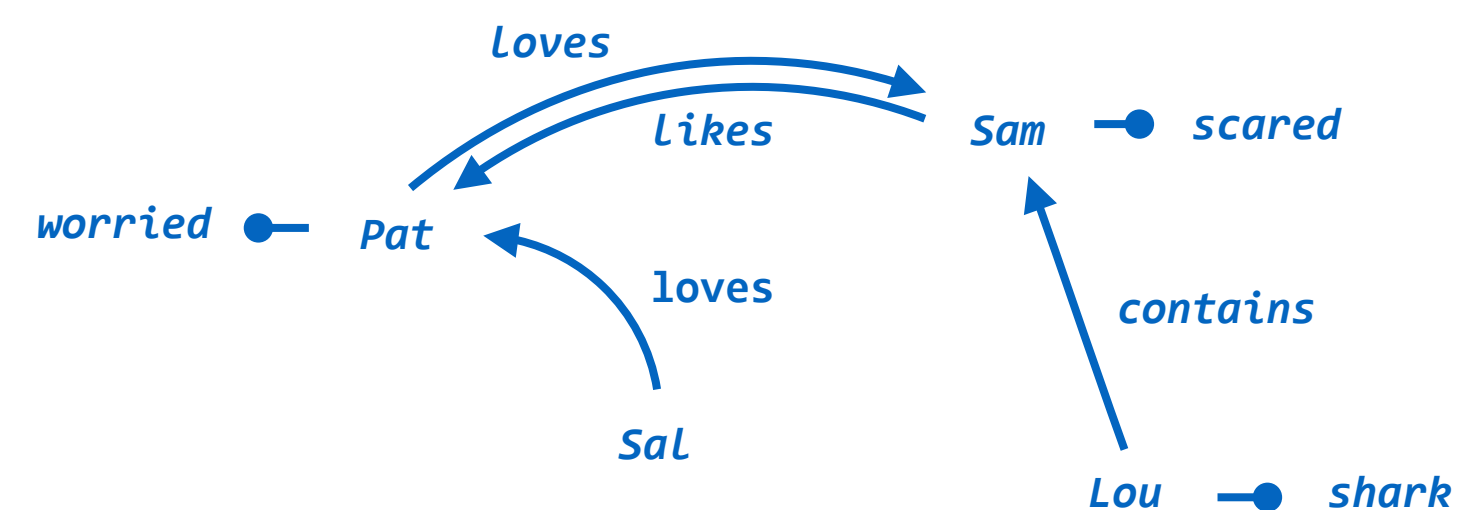 loves
likes
Sam
scared
worried
Pat
loves
contains
Sal
Lou
shark